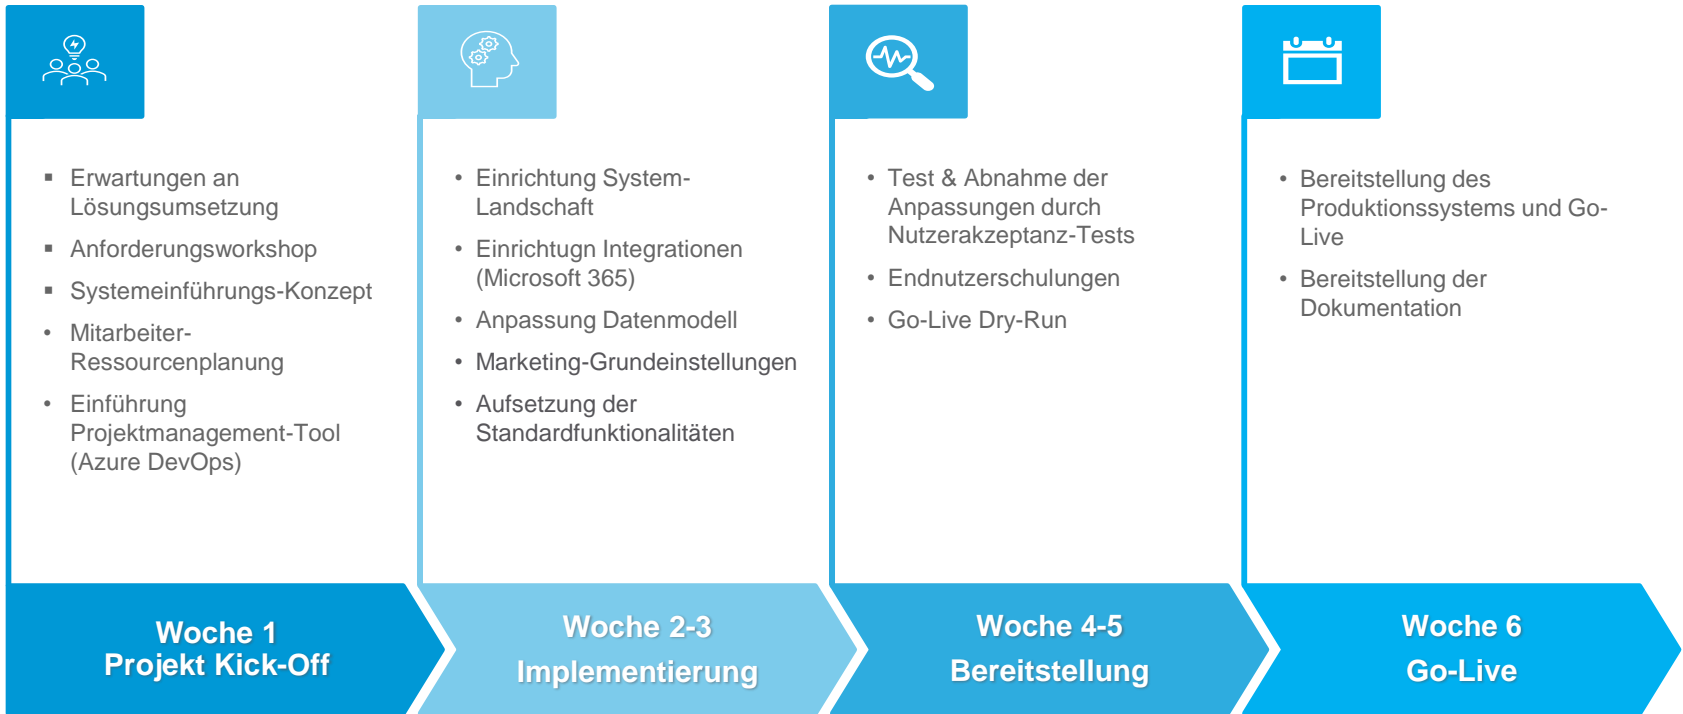 ▪ Erwartungen an
Lösungsumsetzung
▪ Anforderungsworkshop
▪ Systemeinführungs-Konzept
• Mitarbeiter-
Ressourcenplanung
• Einführung
Projektmanagement-Tool
(Azure DevOps)
Woche 1
Projekt Kick-Off
• Einrichtung System-
Landschaft
• Einrichtugn Integrationen
(Microsoft 365)
• Anpassung Datenmodell
• Marketing-Grundeinstellungen
• Aufsetzung der
Standardfunktionalitäten
Woche 2-3
Implementierung
• Test & Abnahme der
Anpassungen durch
Nutzerakzeptanz-Tests
• Endnutzerschulungen
• Go-Live Dry-Run
Woche 4-5
Bereitstellung
• Bereitstellung des
Produktionssystems und Go-
Live
• Bereitstellung der
Dokumentation
Woche 6
Go-Live